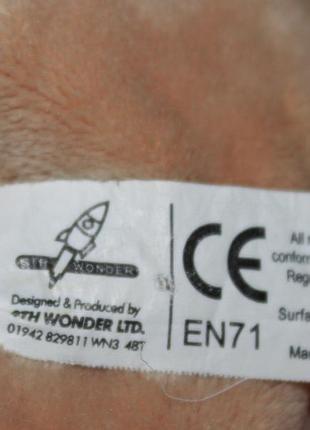 WONDER
Designed & Produced by
8TH WONDER LTD.
01942 829811 WN3 4BT
CE
EN71
All
conform
Reg
Surfa
Ma